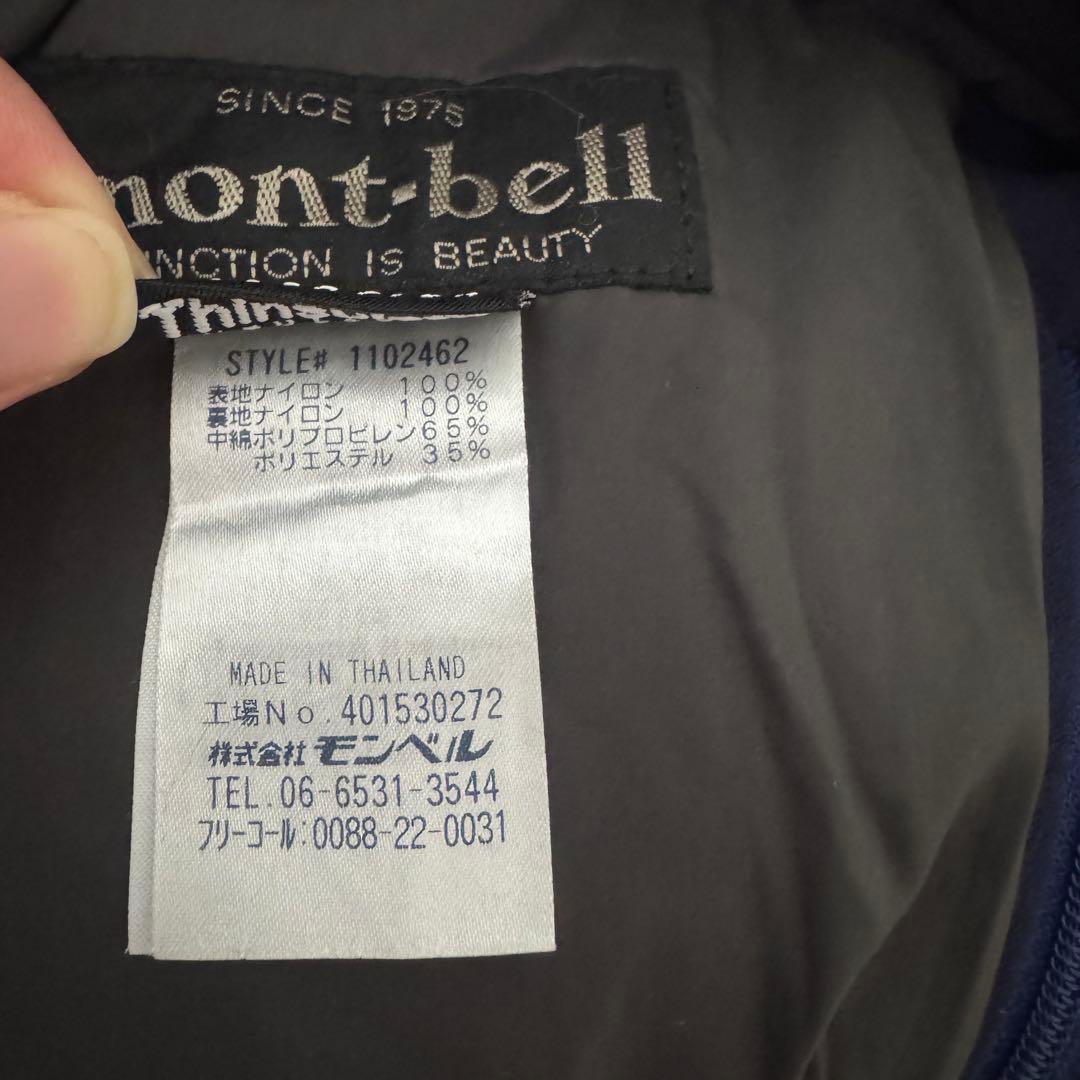 SINCE 1975
mont-bell
FUNCTION IS BEAUTY
STYLE# 1102462
表地ナイロン 100%
裏地ナイロン 100%
中綿ポリプロピレン 65%
ポリエステル 35%
MADE IN THAILAND
工場No.401530272
株式会社モンベル
TEL.06-6531-3544
フリーコール:0088-22-0031